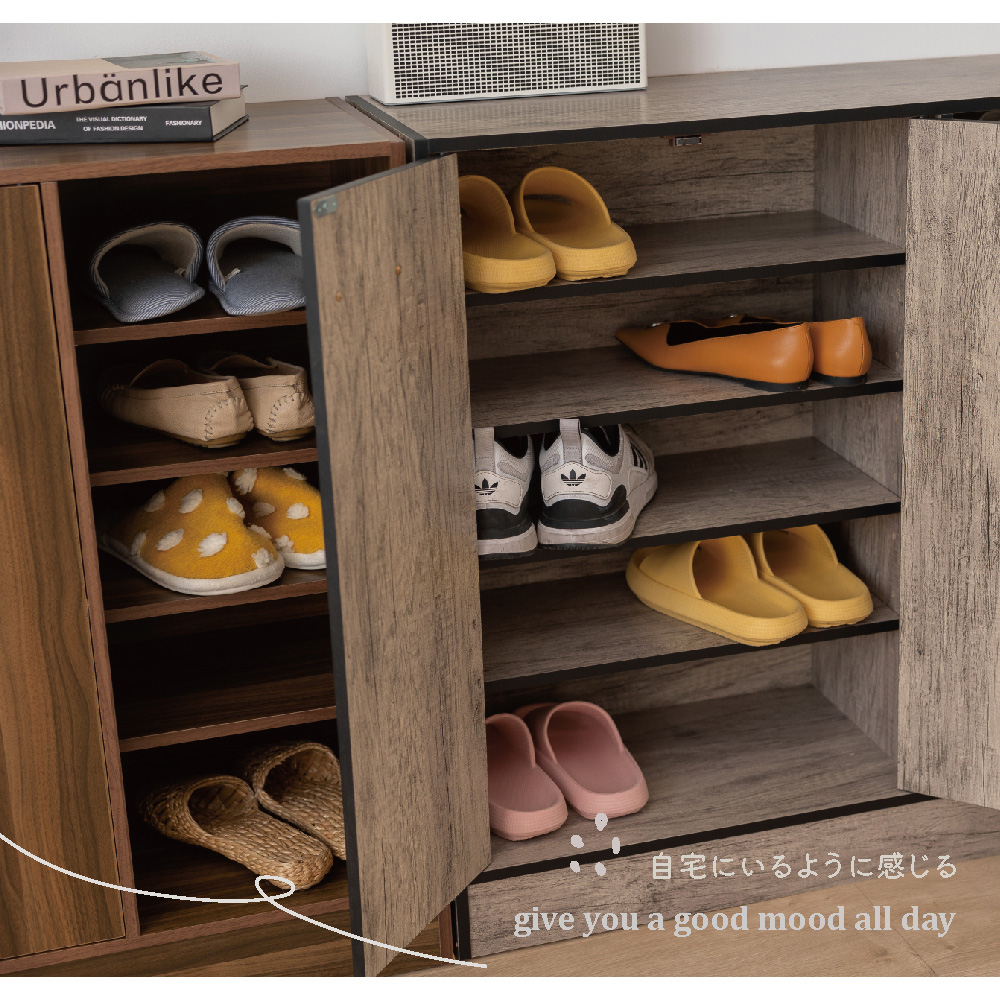 Urbänlike
HIONPEDIA
THE VISUAL DICTIONARY
OF FASHION DESIGN
FASHIONARY
自宅にいるように感じる
give you a good mood all day